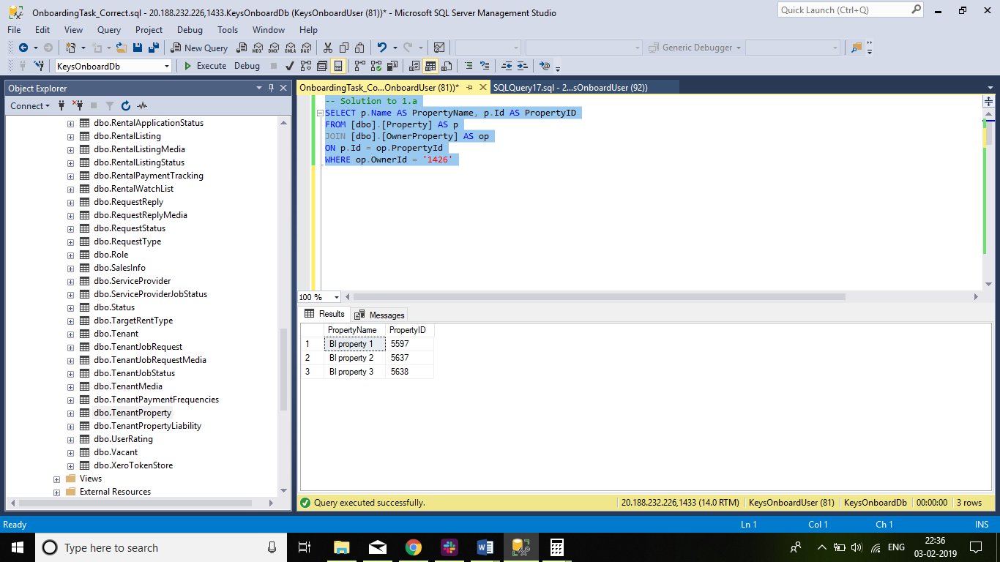 OnboardingTask_Correct.sql - 20.188.232.226,1433.KeysOnboardDb (KeysOnboardUser (81))* - Microsoft SQL Server Management Studio
Quick Launch (Ctrl+Q)
File Edit View Query Project Debug Tools Window Help
New Query MDX DMX XMLA DAX Generic Debugger
KeysOnboardDb Execute Debug
Object Explorer
Connect
dbo.RentalApplicationStatus
dbo.RentalListing
dbo.RentalListingMedia
dbo.RentalListingStatus
dbo.RentalPaymentTracking
dbo.RentalWatchList
dbo.RequestReply
dbo.RequestReplyMedia
dbo.RequestStatus
dbo.RequestType
dbo.Role
dbo.SalesInfo
dbo.ServiceProvider
dbo.ServiceProviderJobStatus
dbo.Status
dbo.TargetRentType
dbo.Tenant
dbo.TenantJobRequest
dbo.TenantJobRequestMedia
dbo.TenantJobStatus
dbo.TenantMedia
dbo.TenantPaymentFrequencies
dbo.TenantProperty
dbo.TenantPropertyLiability
dbo.UserRating
dbo.Vacant
dbo.XeroTokenStore
Views
External Resources
OnboardingTask_Co...OnboardUser (81))* SQLQuery17.sql - 2...sOnboardUser (92))
-- Solution to 1.a
SELECT p.Name AS PropertyName, p.Id AS PropertyID
FROM [dbo].[Property] AS p
JOIN [dbo].[OwnerProperty] AS op
ON p.Id = op.PropertyId
WHERE op.OwnerId = '1426'
100 %
Results Messages
PropertyName PropertyID
1 BI property 1 5597
2 BI property 2 5637
3 BI property 3 5638
Query executed successfully. 20.188.232.226,1433 (14.0 RTM) KeysOnboardUser (81) KeysOnboardDb 00:00:00 3 rows
Ready Ln 1 Col 1 Ch 1 INS
Type here to search ENG 22:36
03-02-2019